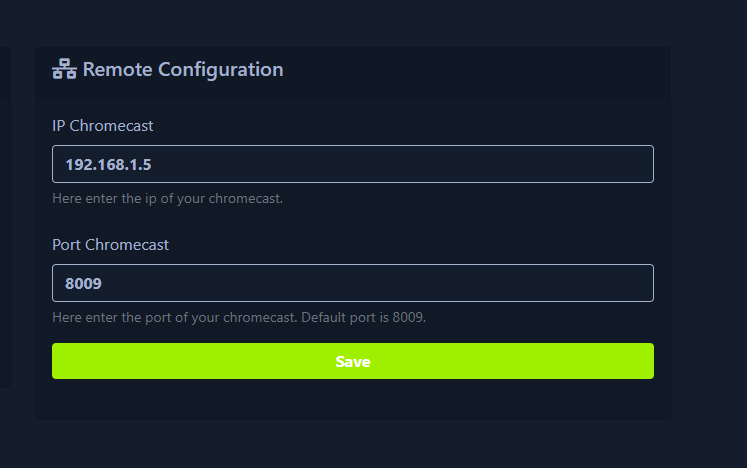 Remote Configuration
IP Chromecast
192.168.1.5
Here enter the ip of your chromecast.
Port Chromecast
8009
Here enter the port of your chromecast. Default port is 8009.
Save